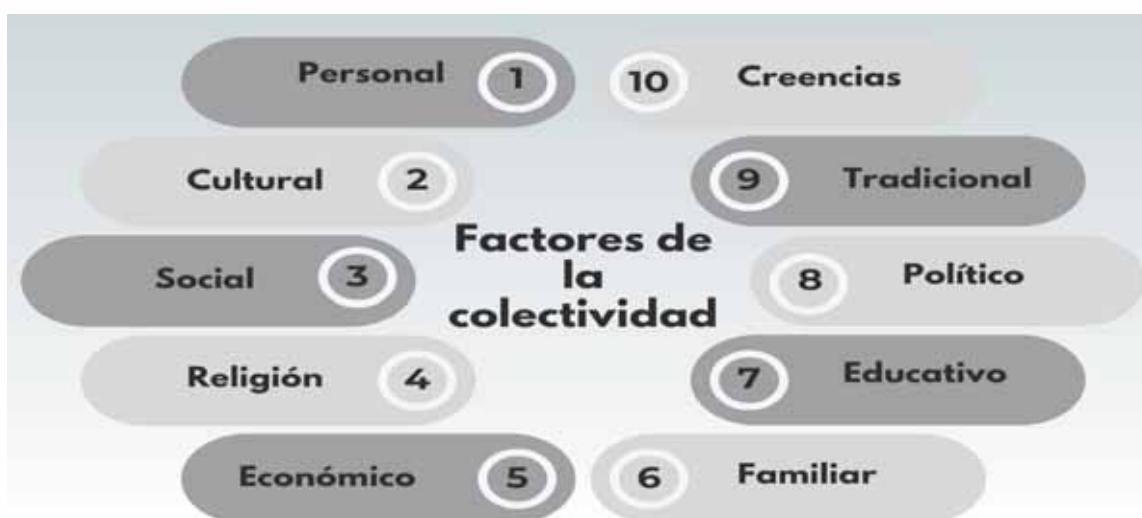 Personal 1
10 Creencias
Cultural 2
9 Tradicional
Factores de
la
colectividad
Social 3
8 Político
Religión 4
7 Educativo
Económico 5
6 Familiar